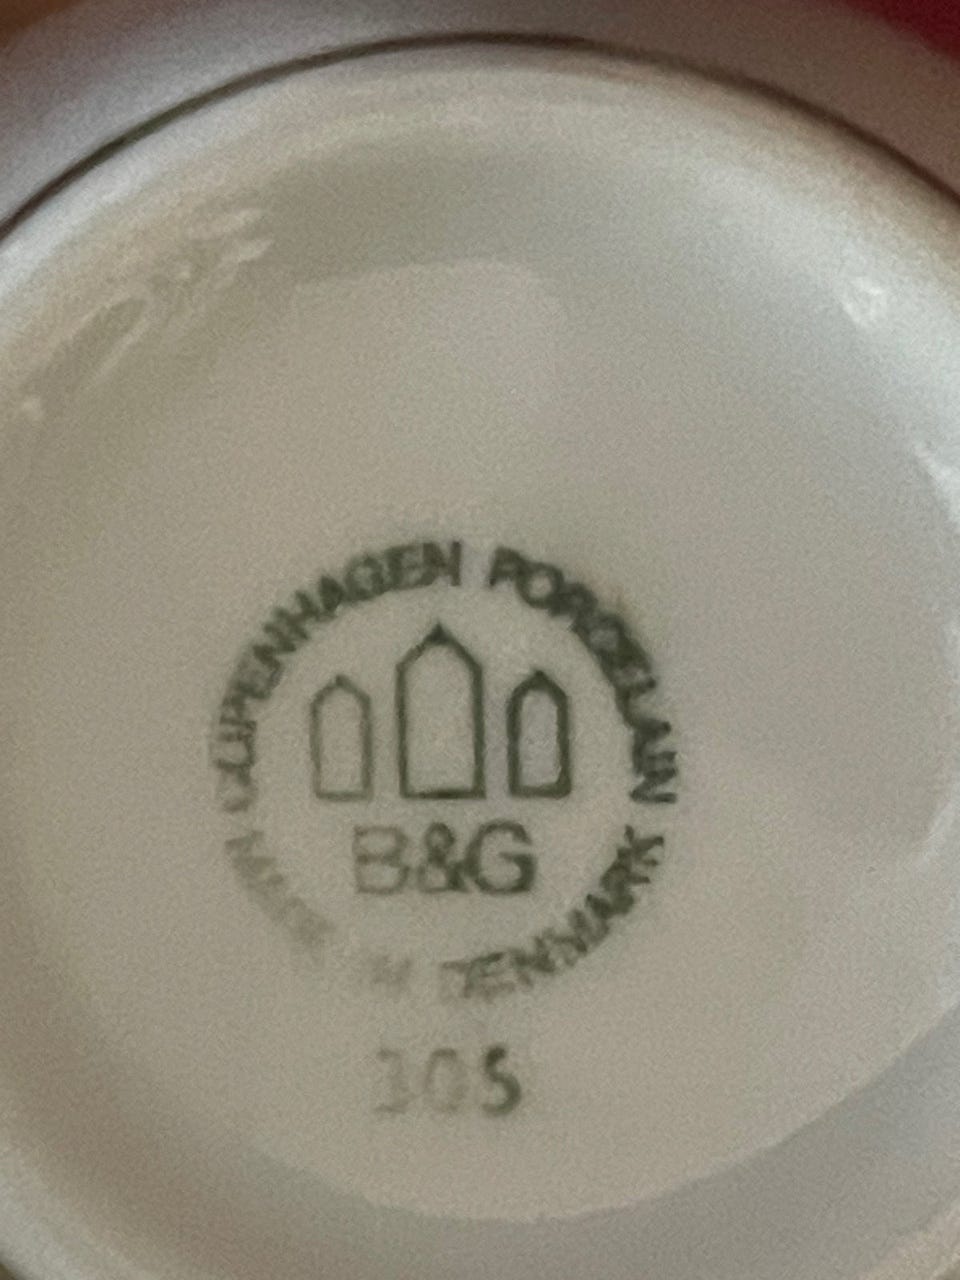 COPENHAGEN PORCELAIN
B&G
MADE IN DENMARK
305